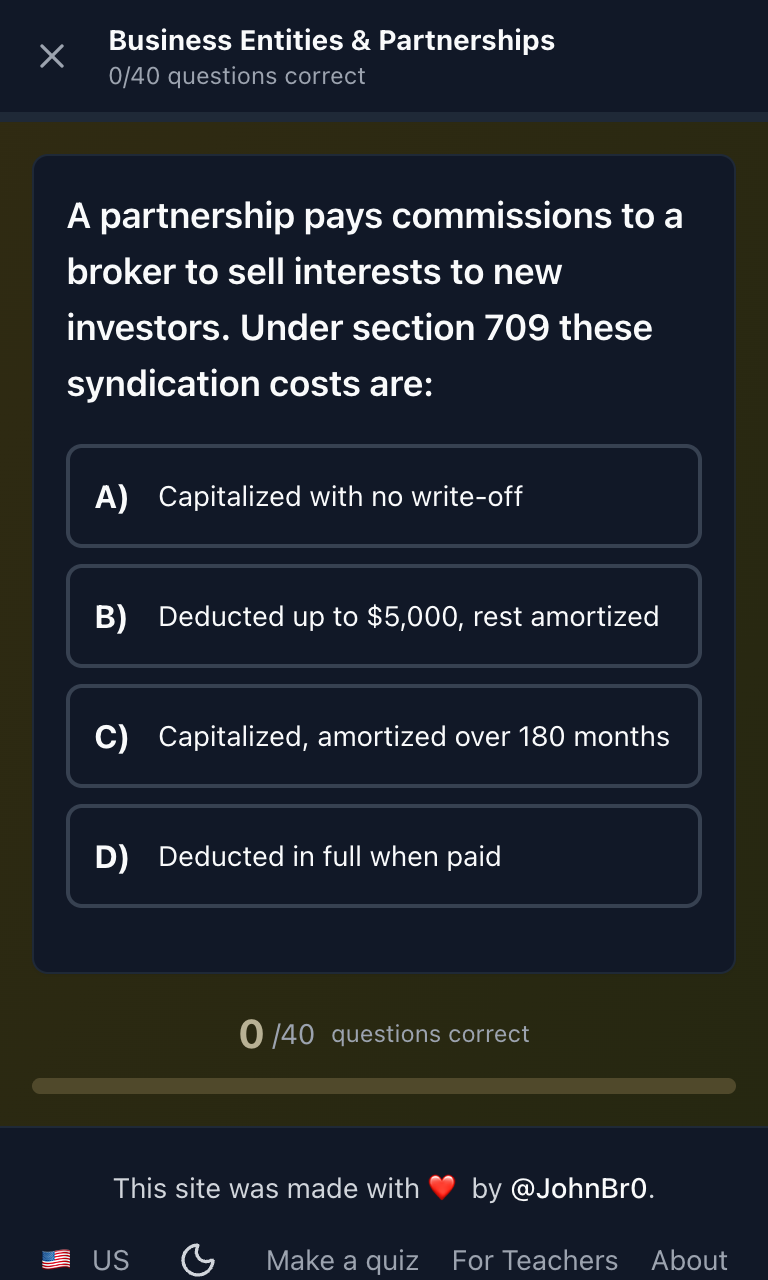 Business Entities & Partnerships
0/40 questions correct
A partnership pays commissions to a
broker to sell interests to new
investors. Under section 709 these
syndication costs are:
A) Capitalized with no write-off
B) Deducted up to $5,000, rest amortized
C) Capitalized, amortized over 180 months
D) Deducted in full when paid
0 /40 questions correct
This site was made with ❤️ by @JohnBr0.
🇺🇸 US Make a quiz For Teachers About